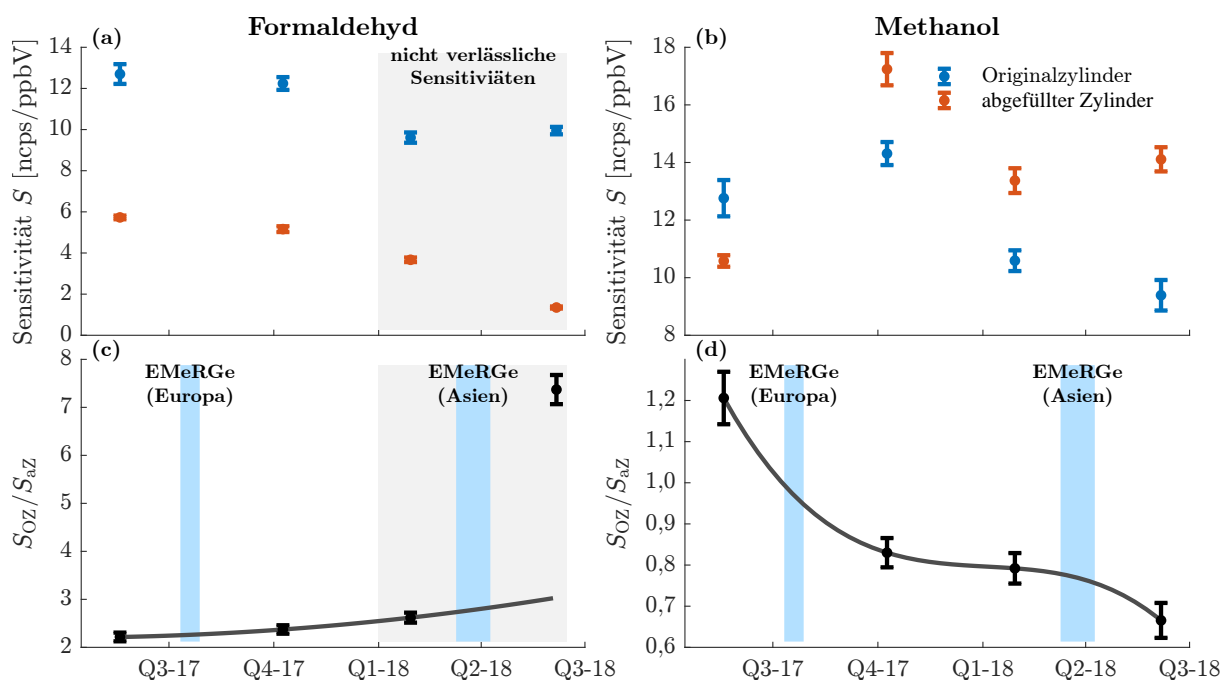 Formaldehyd
Methanol
(a)
nicht verlässliche
Sensitiviäten
14
12
10
8
6
4
2
0
Sensitivität S [ncps/ppbV]
(b)
Originalzylinder
abgefüllter Zylinder
18
16
14
12
10
8
Sensitivität S [ncps/ppbV]
(c)
EMeRGe
(Europa)
EMeRGe
(Asien)
8
7
6
5
4
3
2
S_OZ/S_aZ
Q3-17 Q4-17 Q1-18 Q2-18 Q3-18
(d)
EMeRGe
(Europa)
EMeRGe
(Asien)
1,2
1,1
1,0
0,9
0,8
0,7
0,6
S_OZ/S_aZ
Q3-17 Q4-17 Q1-18 Q2-18 Q3-18